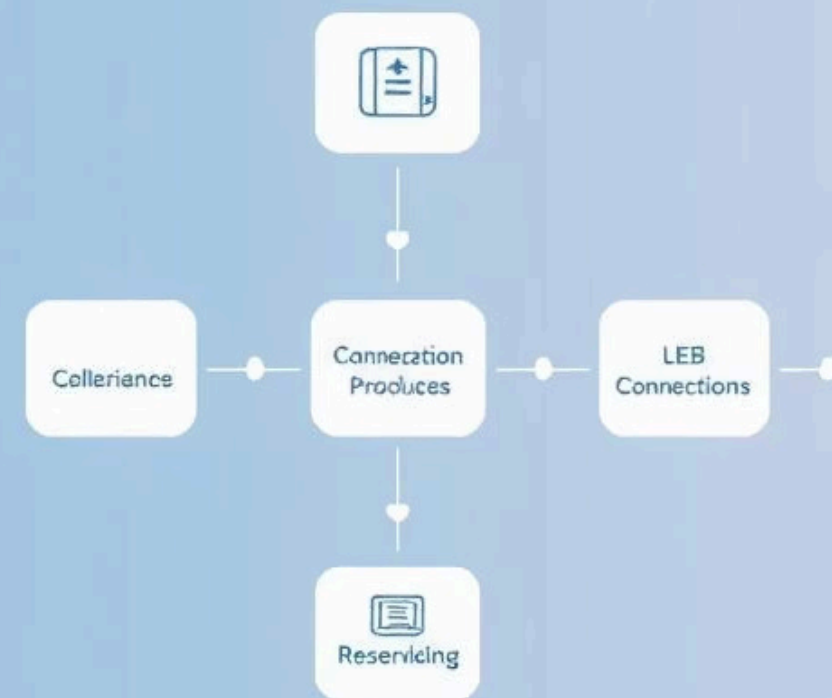 Colleriance
Connecation
Produces
LEB
Connections
Reservicing